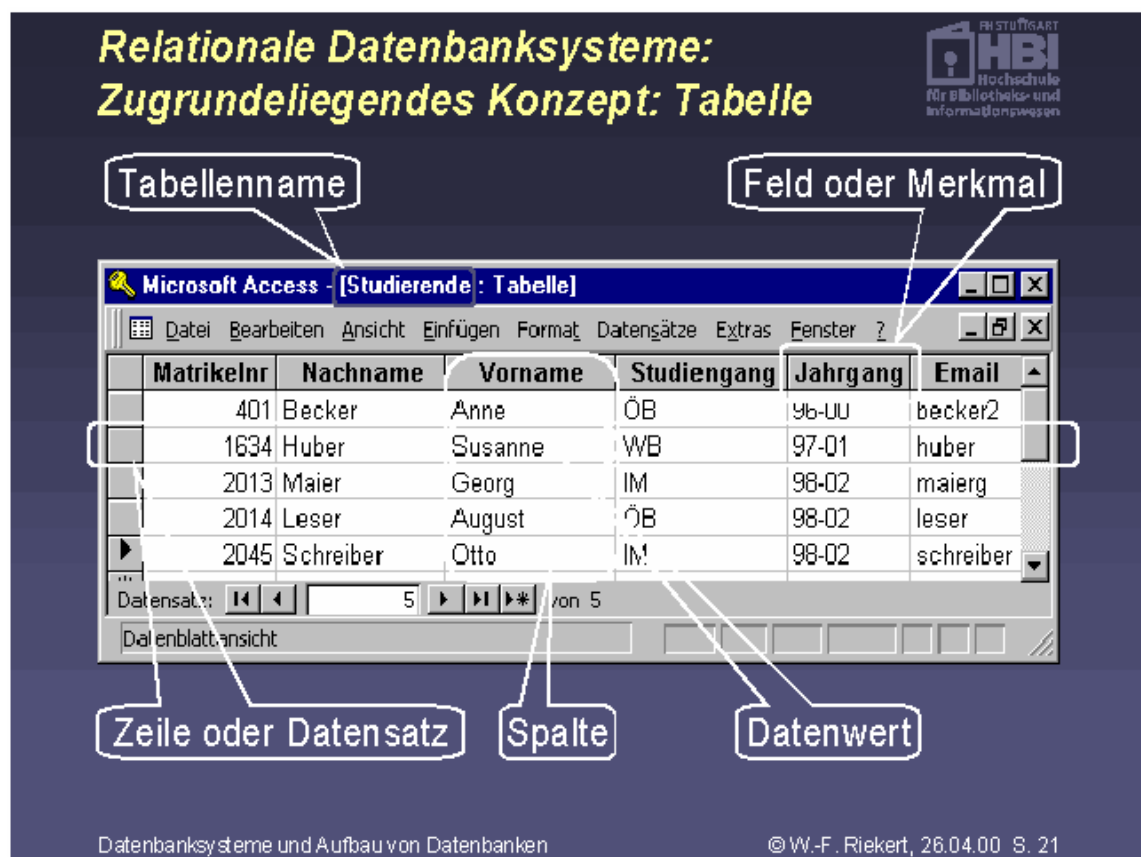 Relationale Datenbanksysteme:
Zugrundeliegendes Konzept: Tabelle
FH STUTTGART
HBI
Hochschule
für Bibliotheks- und
Informationswesen
Tabellenname
Feld oder Merkmal
Microsoft Access - [Studierende : Tabelle]
Datei Bearbeiten Ansicht Einfügen Format Datensätze Extras Fenster ?
Matrikelnr Nachname Vorname Studiengang Jahrgang Email
401 Becker Anne ÖB 96-00 becker2
1634 Huber Susanne WB 97-01 huber
2013 Maier Georg IM 98-02 maierg
2014 Leser August ÖB 98-02 leser
2045 Schreiber Otto IM 98-02 schreiber
Datensatz: 5 von 5
Datenblattansicht
Zeile oder Datensatz
Spalte
Datenwert
Datenbanksysteme und Aufbau von Datenbanken
© W.-F. Riekert, 26.04.00 S. 21